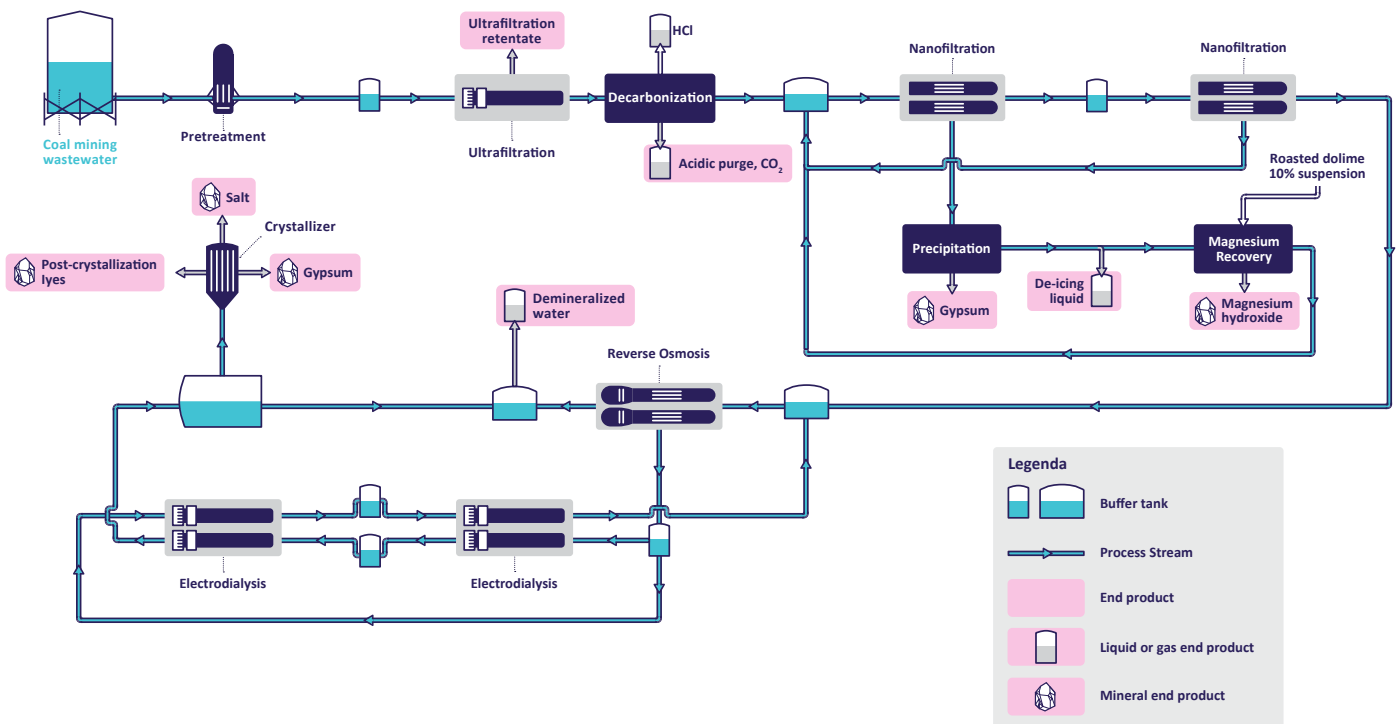 Coal mining
wastewater
Pretreatment
Ultrafiltration
retentate
Ultrafiltration
HCl
Decarbonization
Acidic purge, CO₂
Nanofiltration
Nanofiltration
Roasted dolime
10% suspension
Precipitation
Magnesium
Recovery
Gypsum
De-icing
liquid
Magnesium
hydroxide
Salt
Crystallizer
Post-crystallization
lyes
Gypsum
Demineralized
water
Reverse Osmosis
Electrodialysis
Electrodialysis
Legenda
Buffer tank
Process Stream
End product
Liquid or gas end product
Mineral end product